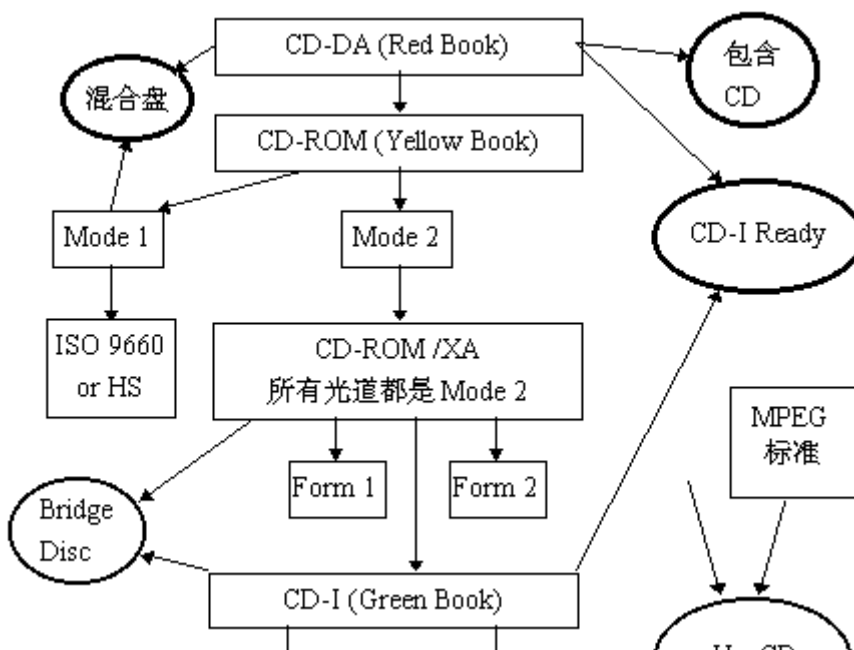 CD-DA (Red Book)
包含
CD
混合盘
CD-ROM (Yellow Book)
Mode 1
Mode 2
CD-I Ready
ISO 9660
or HS
CD-ROM /XA
所有光道都是 Mode 2
MPEG
标准
Form 1
Form 2
Bridge
Disc
CD-I (Green Book)